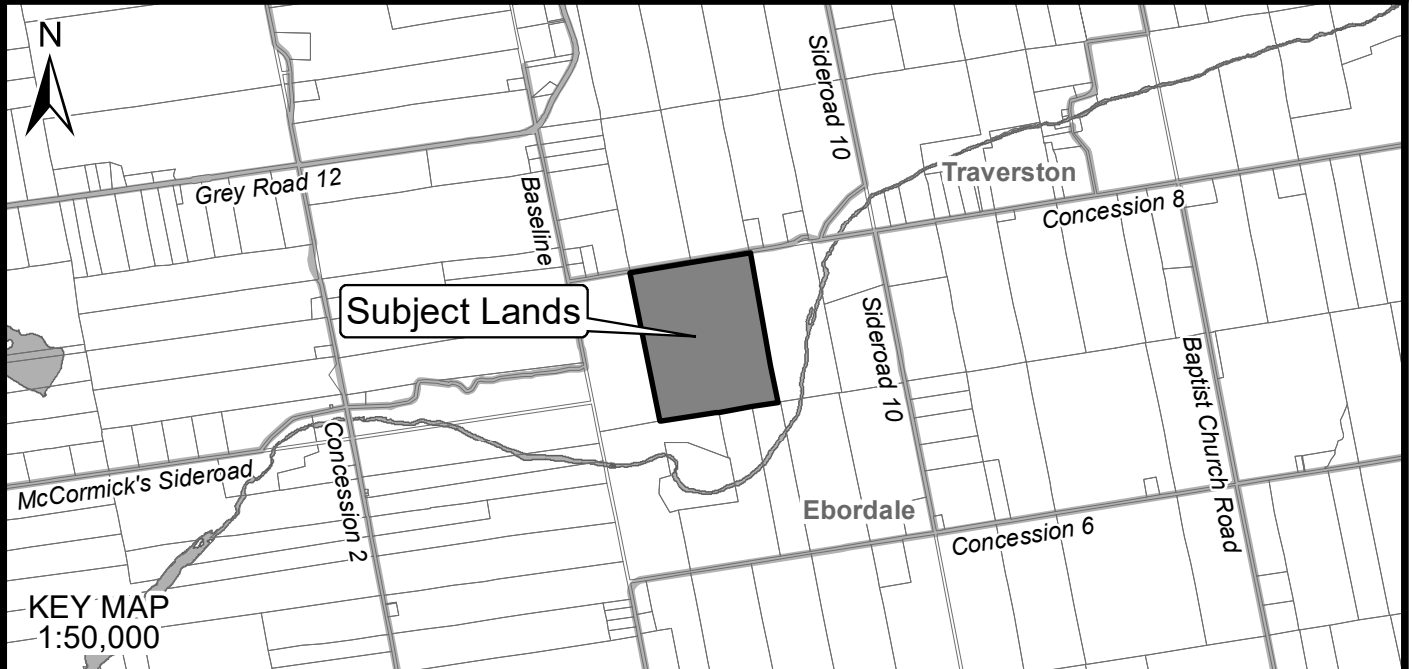 N
Sideroad 10
Grey Road 12
Baseline
Traverston
Concession 8
Subject Lands
Sideroad 10
Baptist Church Road
McCormick's Sideroad
Concession 2
Ebordale
Concession 6
KEY MAP
1:50,000